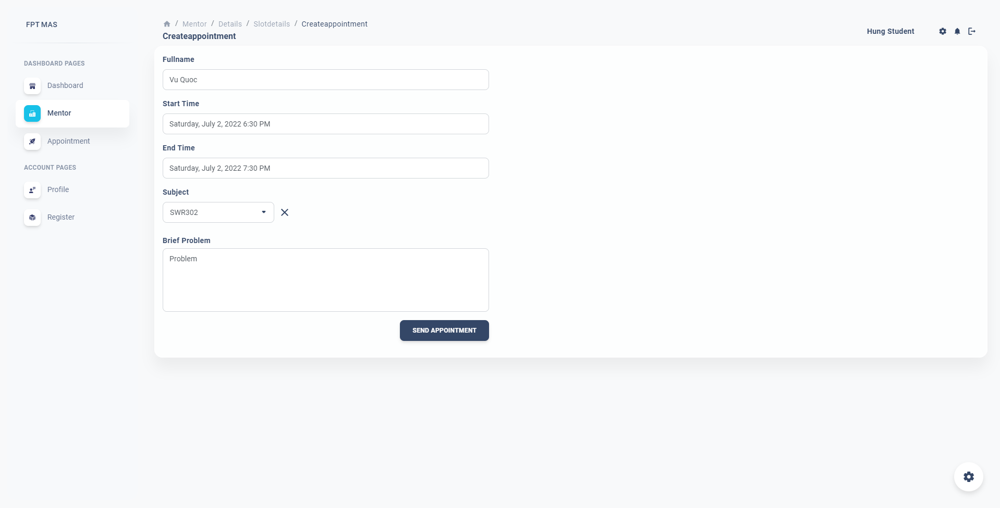 FPT MAS
DASHBOARD PAGES
Dashboard
Mentor
Appointment
ACCOUNT PAGES
Profile
Register
/ Mentor / Details / Slotdetails / Createappointment
Createappointment
Hung Student
Fullname
Vu Quoc
Start Time
Saturday, July 2, 2022 6:30 PM
End Time
Saturday, July 2, 2022 7:30 PM
Subject
SWR302
Brief Problem
Problem
SEND APPOINTMENT